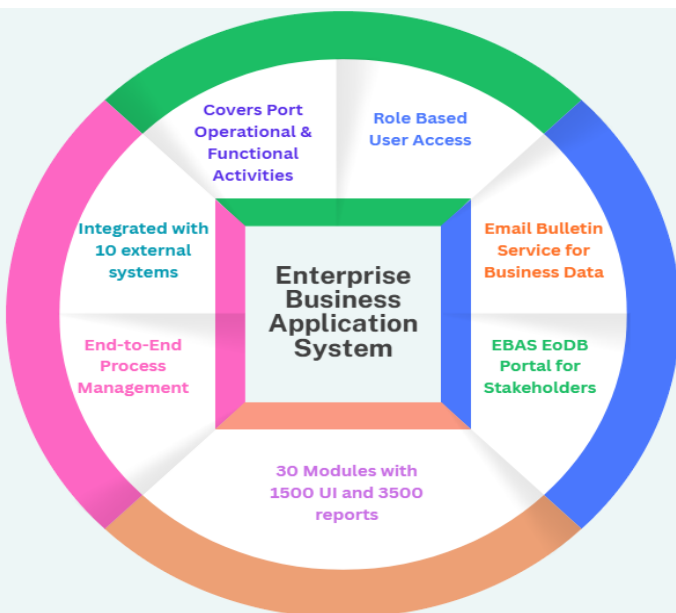 Covers Port
Operational &
Functional
Activities
Role Based
User Access
Integrated with
10 external
systems
Email Bulletin
Service for
Business Data
Enterprise
Business
Application
System
End-to-End
Process
Management
EBAS EoDB
Portal for
Stakeholders
30 Modules with
1500 UI and 3500
reports